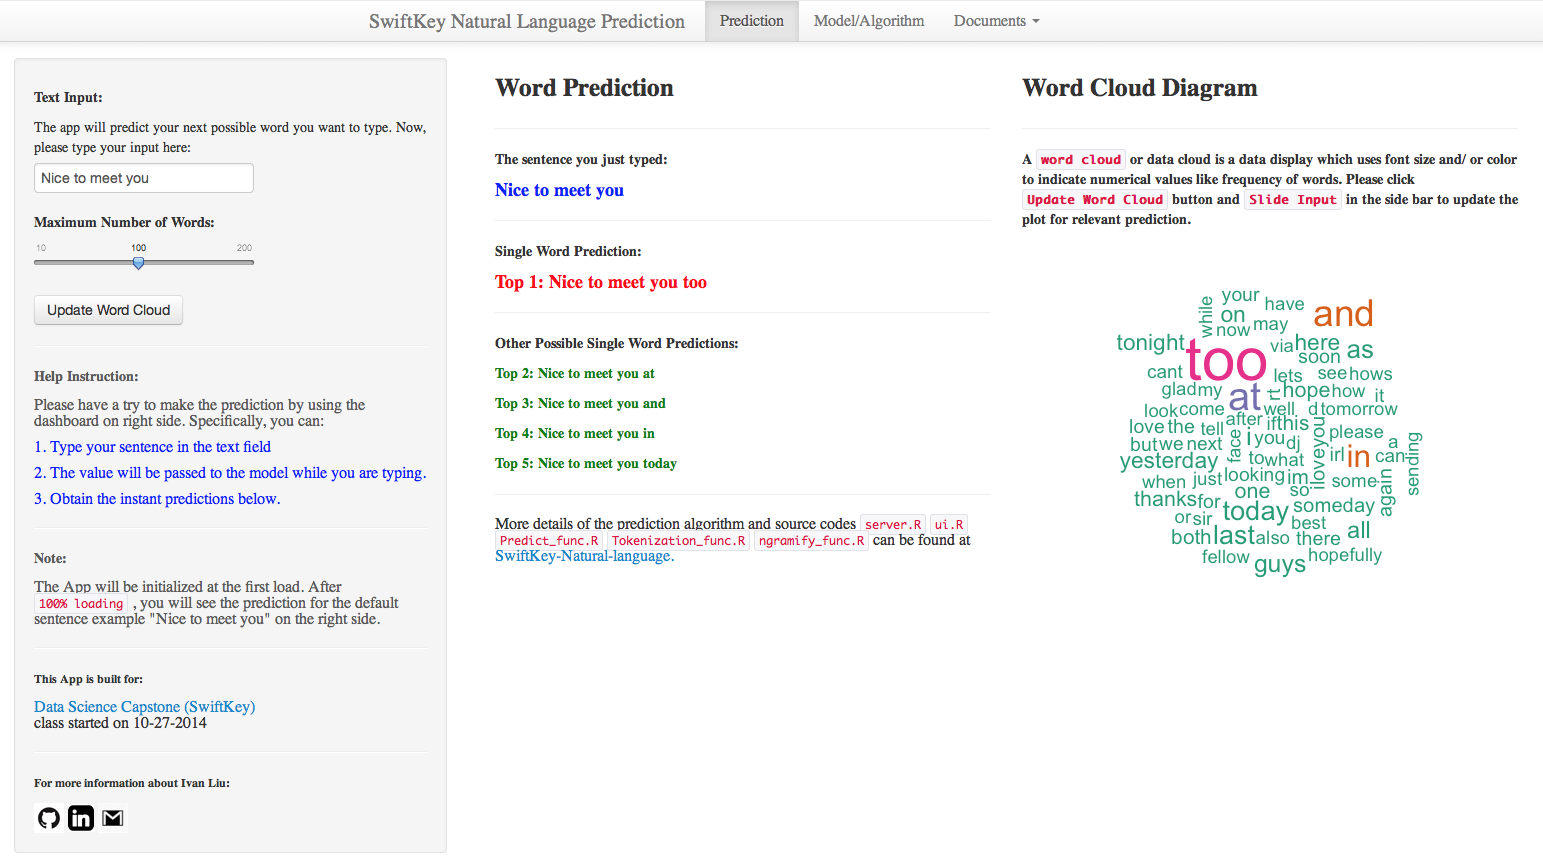 SwiftKey Natural Language Prediction
Prediction
Model/Algorithm
Documents
Text Input:
The app will predict your next possible word you want to type. Now,
please type your input here:
Nice to meet you
Maximum Number of Words:
10 100 200
Update Word Cloud
Help Instruction:
Please have a try to make the prediction by using the
dashboard on right side. Specifically, you can:
1. Type your sentence in the text field
2. The value will be passed to the model while you are typing.
3. Obtain the instant predictions below.
Note:
The App will be initialized at the first load. After
100% loading , you will see the prediction for the default
sentence example "Nice to meet you" on the right side.
This App is built for:
Data Science Capstone (SwiftKey)
class started on 10-27-2014
For more information about Ivan Liu:
in
Word Prediction
The sentence you just typed:
Nice to meet you
Single Word Prediction:
Top 1: Nice to meet you too
Other Possible Single Word Predictions:
Top 2: Nice to meet you at
Top 3: Nice to meet you and
Top 4: Nice to meet you in
Top 5: Nice to meet you today
More details of the prediction algorithm and source codes server.R ui.R
Predict_func.R Tokenization_func.R ngramify_func.R can be found at
SwiftKey-Natural-language.
Word Cloud Diagram
A word cloud or data cloud is a data display which uses font size and/ or color
to indicate numerical values like frequency of words. Please click
Update Word Cloud button and Slide Input in the side bar to update the
plot for relevant prediction.
your have
while on and
now may
tonight too via here as
soon
cant lets see hows
glad my at rt hope how it
look come well d tomorrow
love the tell after if this
but we next face i you dj iloveyou please a
yesterday to what irl in can sending
when just looking im some again
thanks for one so someday
or sir today best
both last also there all
fellow guys hopefully